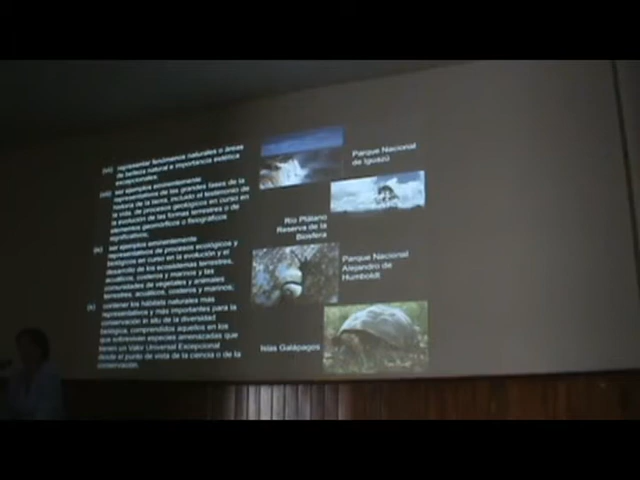 (vii) representar fenómenos naturales o áreas
de belleza natural e importancia estética
excepcionales
(viii) ser ejemplos eminentemente
representativos de las grandes fases de la
historia de la tierra, incluido el testimonio de
la vida, de procesos geológicos en curso en
la evolución de las formas terrestres o de
elementos geomórficos o fisiográficos
significativos;
(ix) ser ejemplos eminentemente
representativos de procesos ecológicos y
biológicos en curso en la evolución y el
desarrollo de los ecosistemas terrestres,
acuáticos, costeros y marinos y las
comunidades de vegetales y animales
terrestres, acuáticos, costeros y marinos;
(x) contener los hábitats naturales más
representativos y más importantes para la
conservación in situ de la diversidad
biológica, comprendidos aquellos en los
que sobreviven especies amenazadas que
tienen un Valor Universal Excepcional
desde el punto de vista de la ciencia o de la
conservación.
Parque Nacional
de Iguazú
Río Plátano
Reserva de la
Biosfera
Parque Nacional
Alejandro de
Humboldt
Islas Galápagos